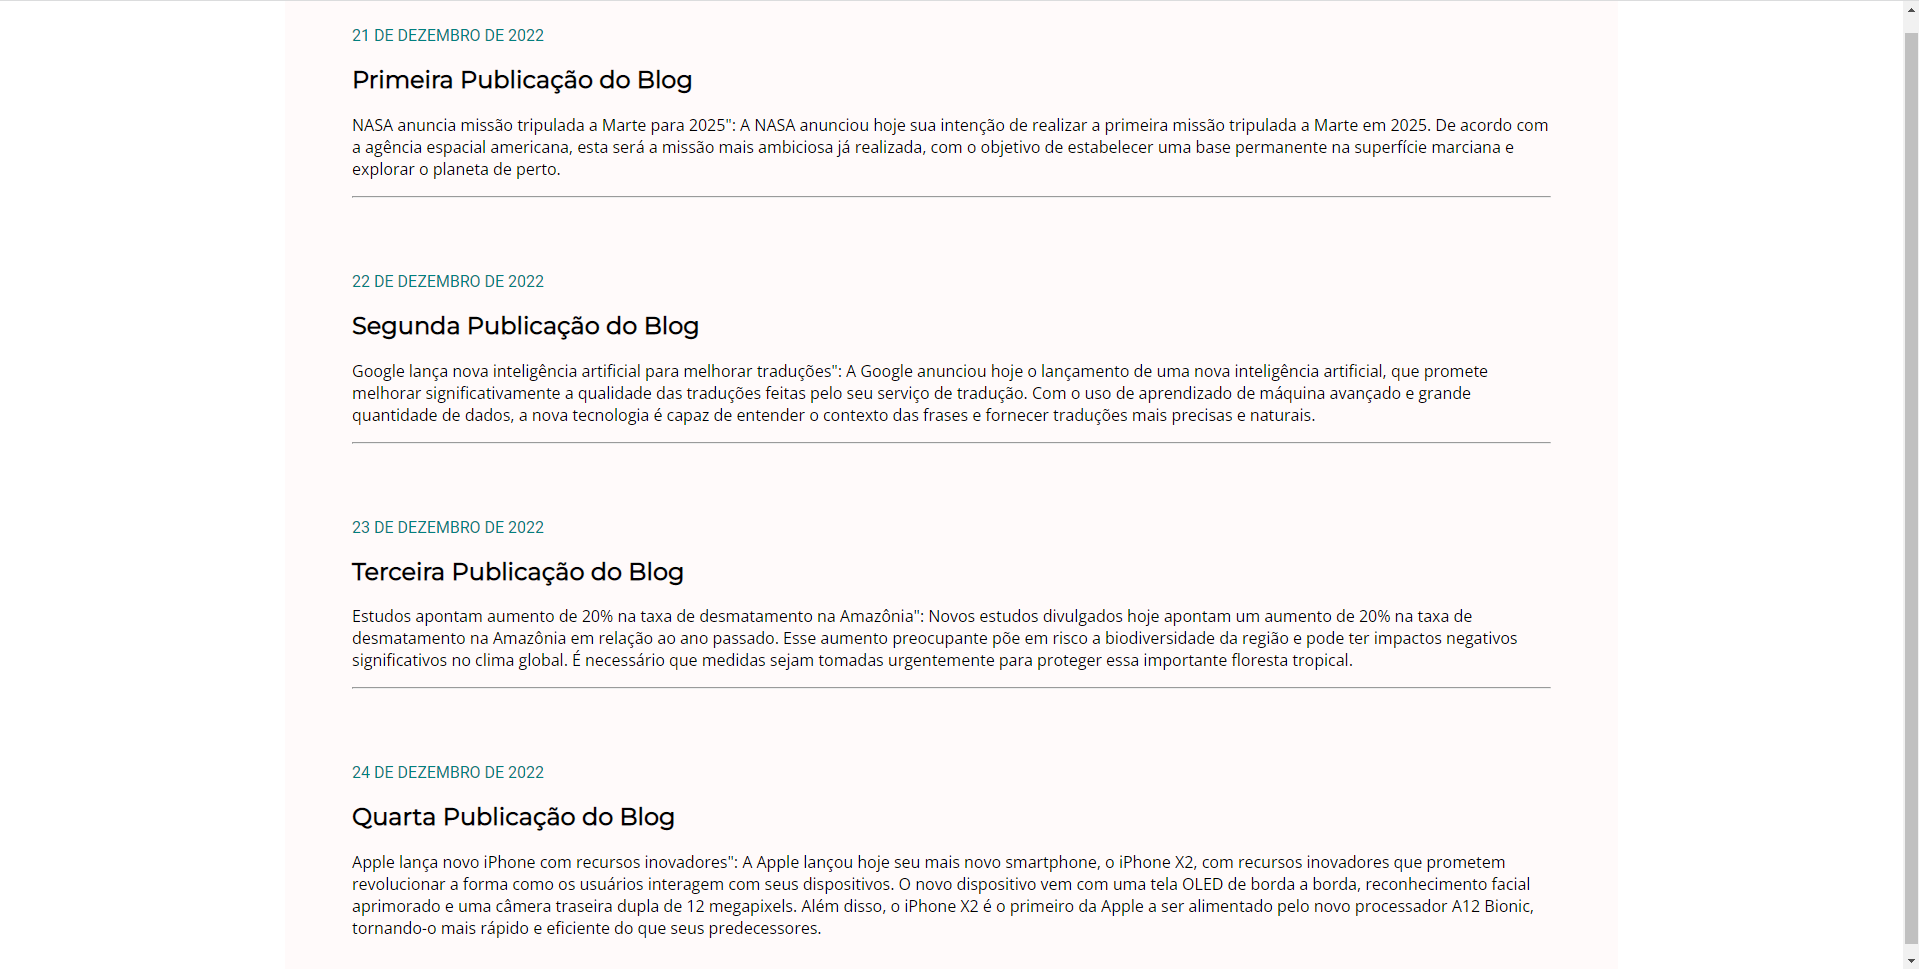 21 DE DEZEMBRO DE 2022
Primeira Publicação do Blog
NASA anuncia missão tripulada a Marte para 2025": A NASA anunciou hoje sua intenção de realizar a primeira missão tripulada a Marte em 2025. De acordo com
a agência espacial americana, esta será a missão mais ambiciosa já realizada, com o objetivo de estabelecer uma base permanente na superfície marciana e
explorar o planeta de perto.
22 DE DEZEMBRO DE 2022
Segunda Publicação do Blog
Google lança nova inteligência artificial para melhorar traduções": A Google anunciou hoje o lançamento de uma nova inteligência artificial, que promete
melhorar significativamente a qualidade das traduções feitas pelo seu serviço de tradução. Com o uso de aprendizado de máquina avançado e grande
quantidade de dados, a nova tecnologia é capaz de entender o contexto das frases e fornecer traduções mais precisas e naturais.
23 DE DEZEMBRO DE 2022
Terceira Publicação do Blog
Estudos apontam aumento de 20% na taxa de desmatamento na Amazônia": Novos estudos divulgados hoje apontam um aumento de 20% na taxa de
desmatamento na Amazônia em relação ao ano passado. Esse aumento preocupante põe em risco a biodiversidade da região e pode ter impactos negativos
significativos no clima global. É necessário que medidas sejam tomadas urgentemente para proteger essa importante floresta tropical.
24 DE DEZEMBRO DE 2022
Quarta Publicação do Blog
Apple lança novo iPhone com recursos inovadores": A Apple lançou hoje seu mais novo smartphone, o iPhone X2, com recursos inovadores que prometem
revolucionar a forma como os usuários interagem com seus dispositivos. O novo dispositivo vem com uma tela OLED de borda a borda, reconhecimento facial
aprimorado e uma câmera traseira dupla de 12 megapixels. Além disso, o iPhone X2 é o primeiro da Apple a ser alimentado pelo novo processador A12 Bionic,
tornando-o mais rápido e eficiente do que seus predecessores.